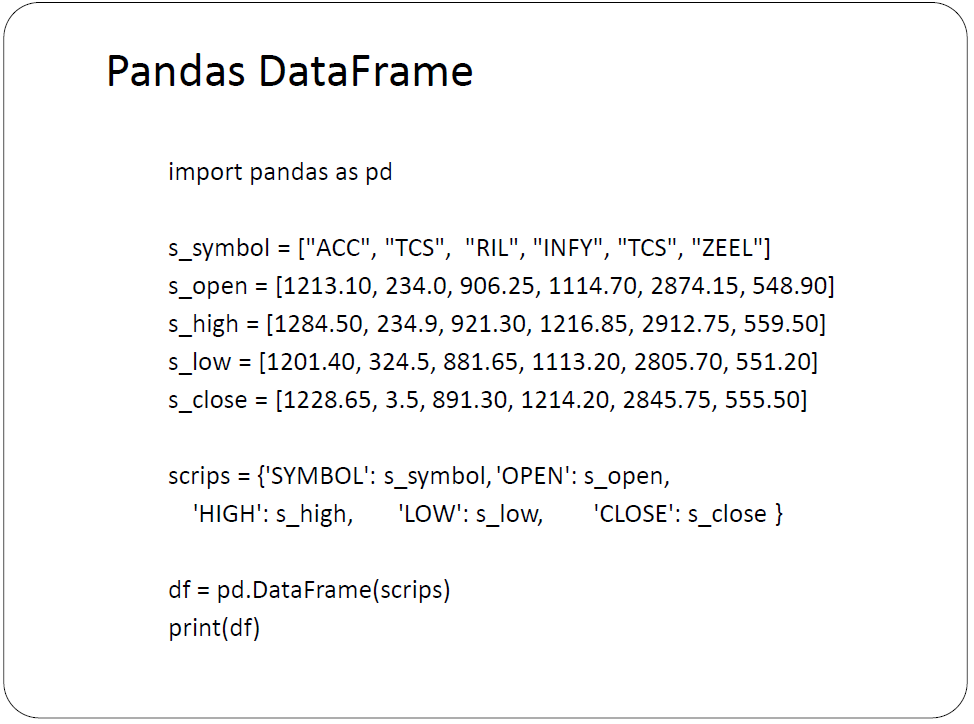 Pandas DataFrame
import pandas as pd
s_symbol = ["ACC", "TCS",  "RIL", "INFY", "TCS", "ZEEL"]
s_open = [1213.10, 234.0, 906.25, 1114.70, 2874.15, 548.90]
s_high = [1284.50, 234.9, 921.30, 1216.85, 2912.75, 559.50]
s_low = [1201.40, 324.5, 881.65, 1113.20, 2805.70, 551.20]
s_close = [1228.65, 3.5, 891.30, 1214.20, 2845.75, 555.50]
scrips = {'SYMBOL': s_symbol, 'OPEN': s_open,
'HIGH': s_high,      'LOW': s_low,      'CLOSE': s_close }
df = pd.DataFrame(scrips)
print(df)